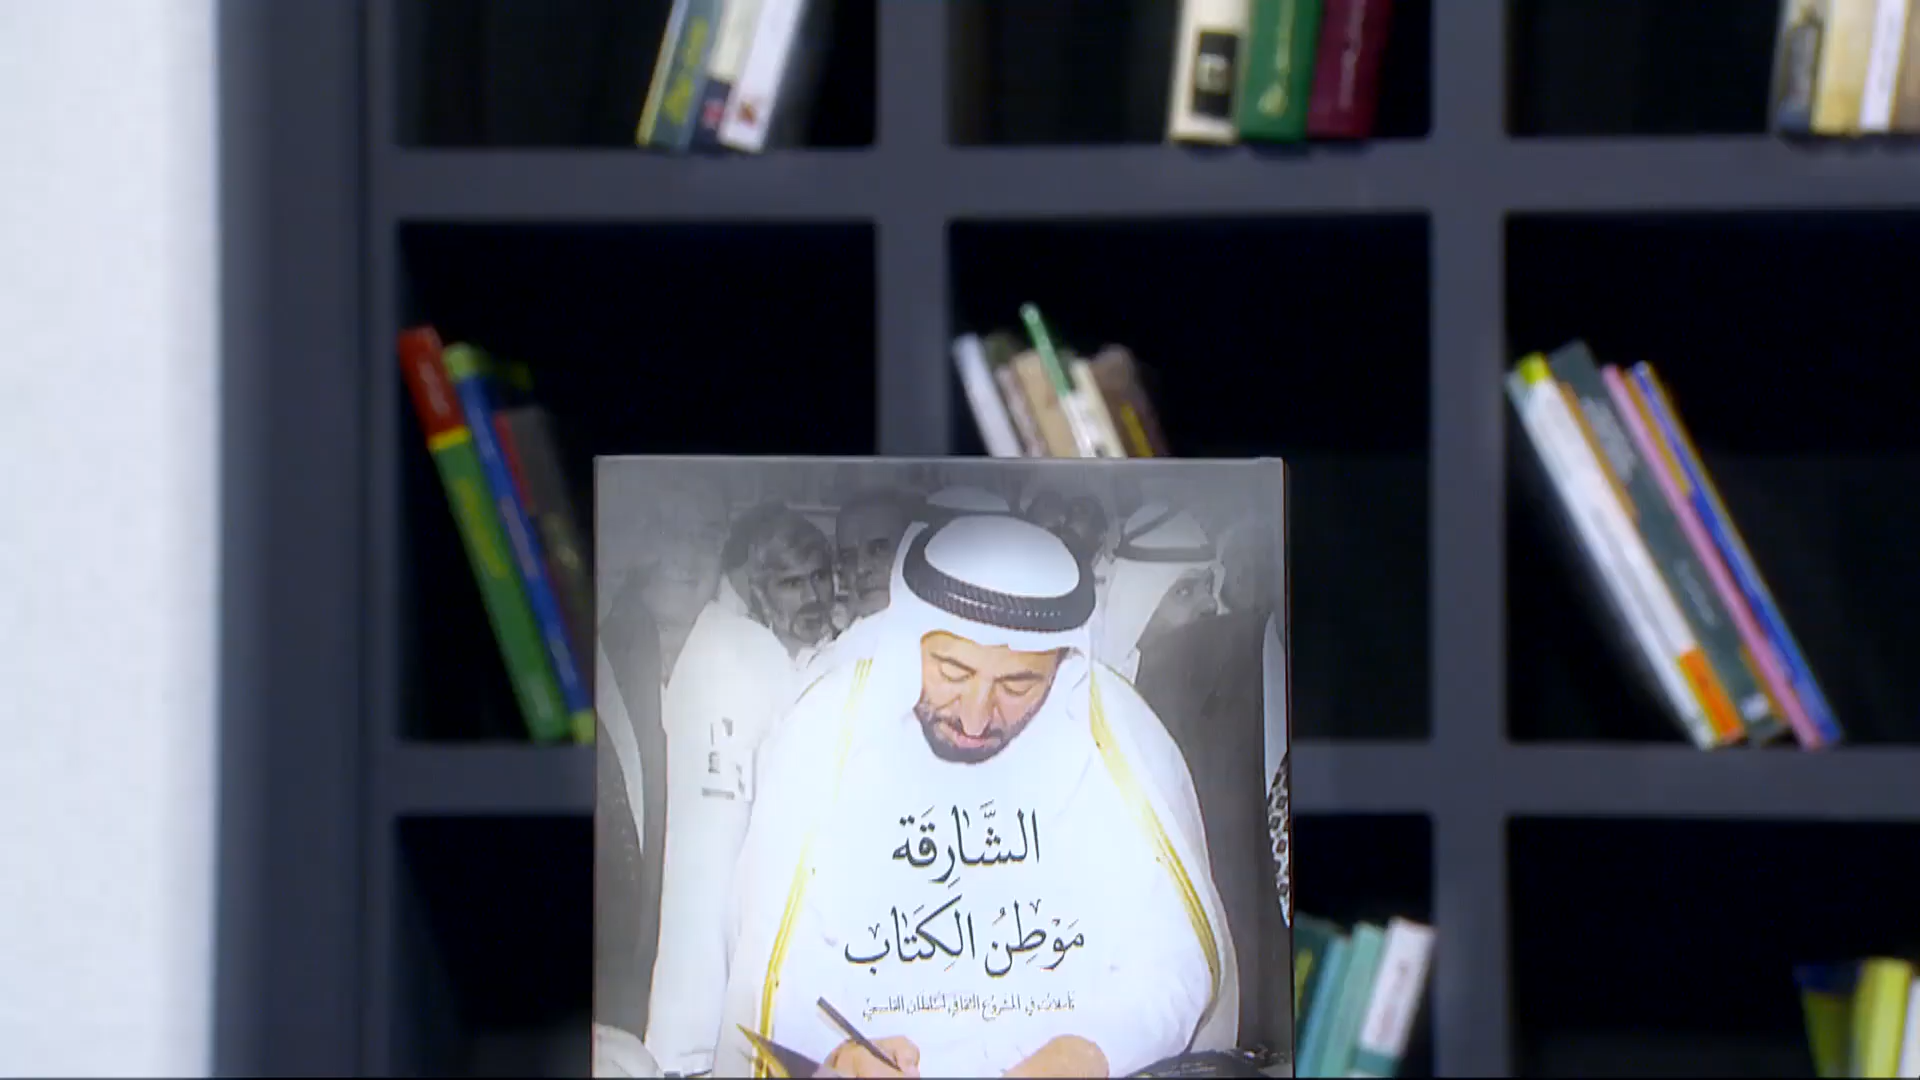 الشَّارِقَة
مَوْطِنُ الكِتَاب
تأملات في المشروع الثقافي لسلطان القاسمي